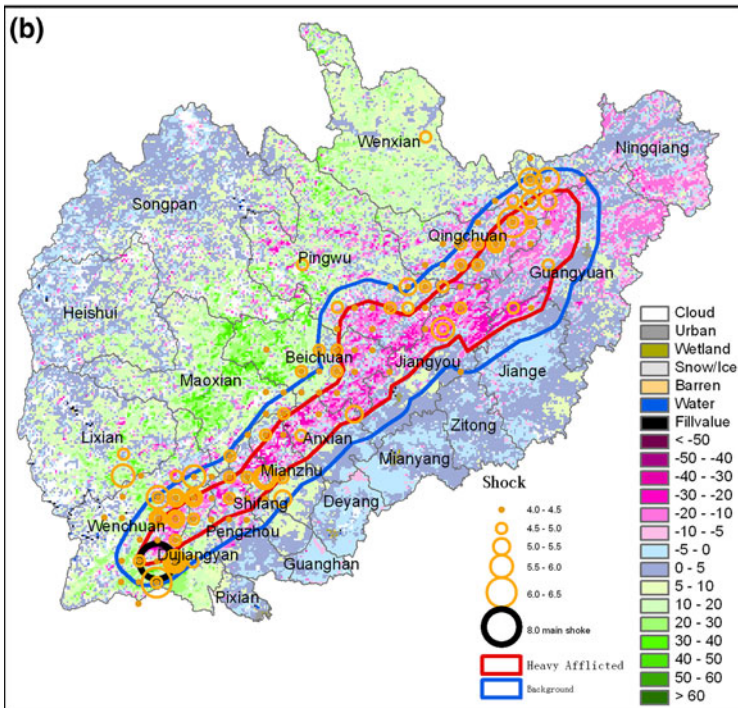 (b)
Wenxian
Ningqiang
Songpan
Qingchuan
Pingwu
Guangyuan
Heishui
Beichuan
Jiangyou
Maoxian
Jiange
Lixian
Zitong
Anxian
Mianyang
Mianzhu
Deyang
Shifang
Wenchuan
Pengzhou
Dujiangyan
Guanghan
Pixian
Shock
4.0 - 4.5
4.5 - 5.0
5.0 - 5.5
5.5 - 6.0
6.0 - 6.5
8.0 main shoke
Heavy Afflicted
Background
Cloud
Urban
Wetland
Snow/Ice
Barren
Water
Fillvalue
< -50
-50 - -40
-40 - -30
-30 - -20
-20 - -10
-10 - -5
-5 - 0
0 - 5
5 - 10
10 - 20
20 - 30
30 - 40
40 - 50
50 - 60
> 60